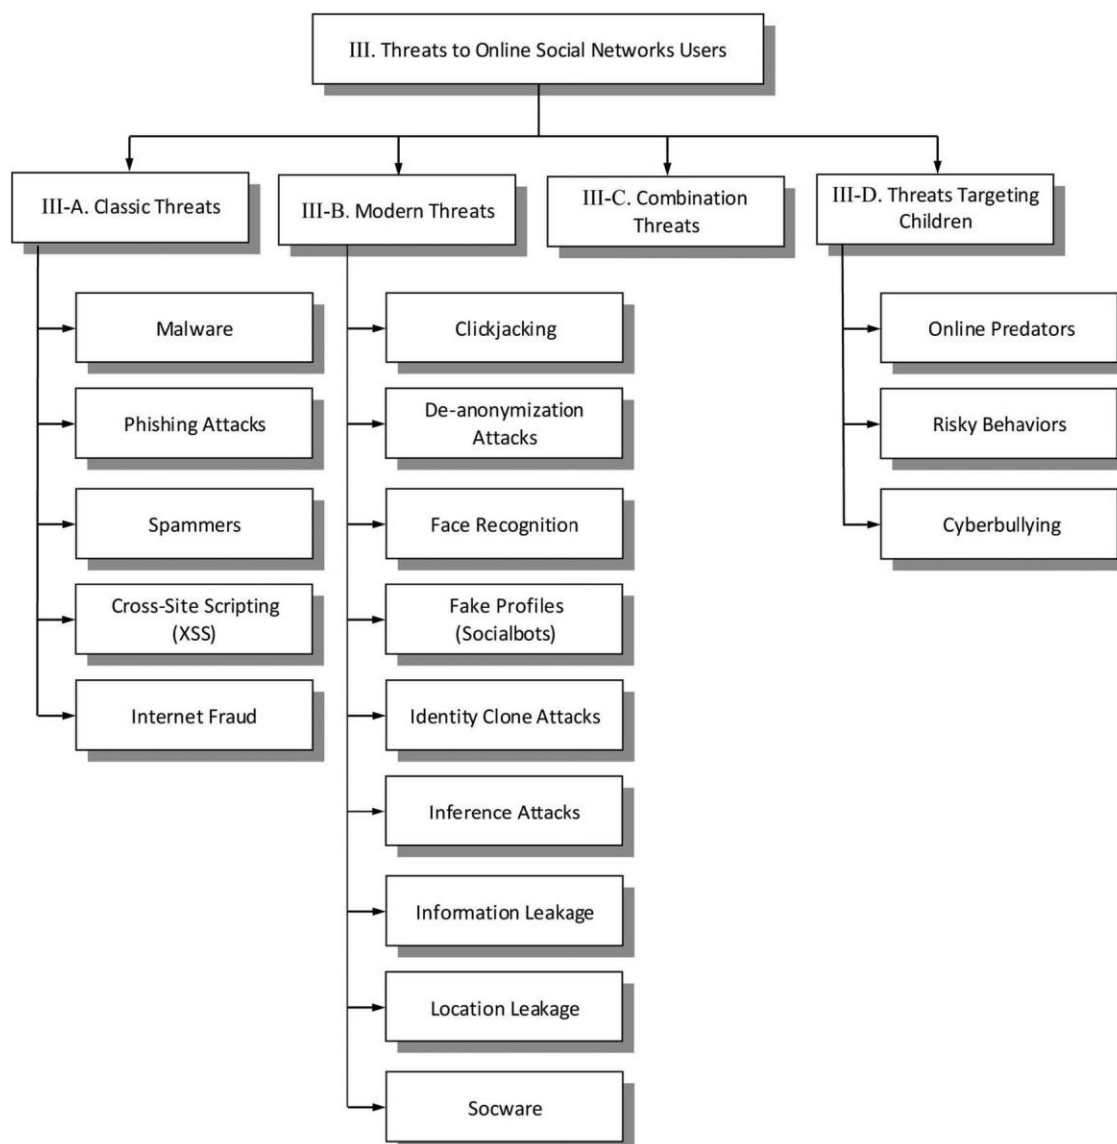 III. Threats to Online Social Networks Users
III-A. Classic Threats
III-B. Modern Threats
III-C. Combination
Threats
III-D. Threats Targeting
Children
Malware
Phishing Attacks
Spammers
Cross-Site Scripting
(XSS)
Internet Fraud
Clickjacking
De-anonymization
Attacks
Face Recognition
Fake Profiles
(Socialbots)
Identity Clone Attacks
Inference Attacks
Information Leakage
Location Leakage
Socware
Online Predators
Risky Behaviors
Cyberbullying